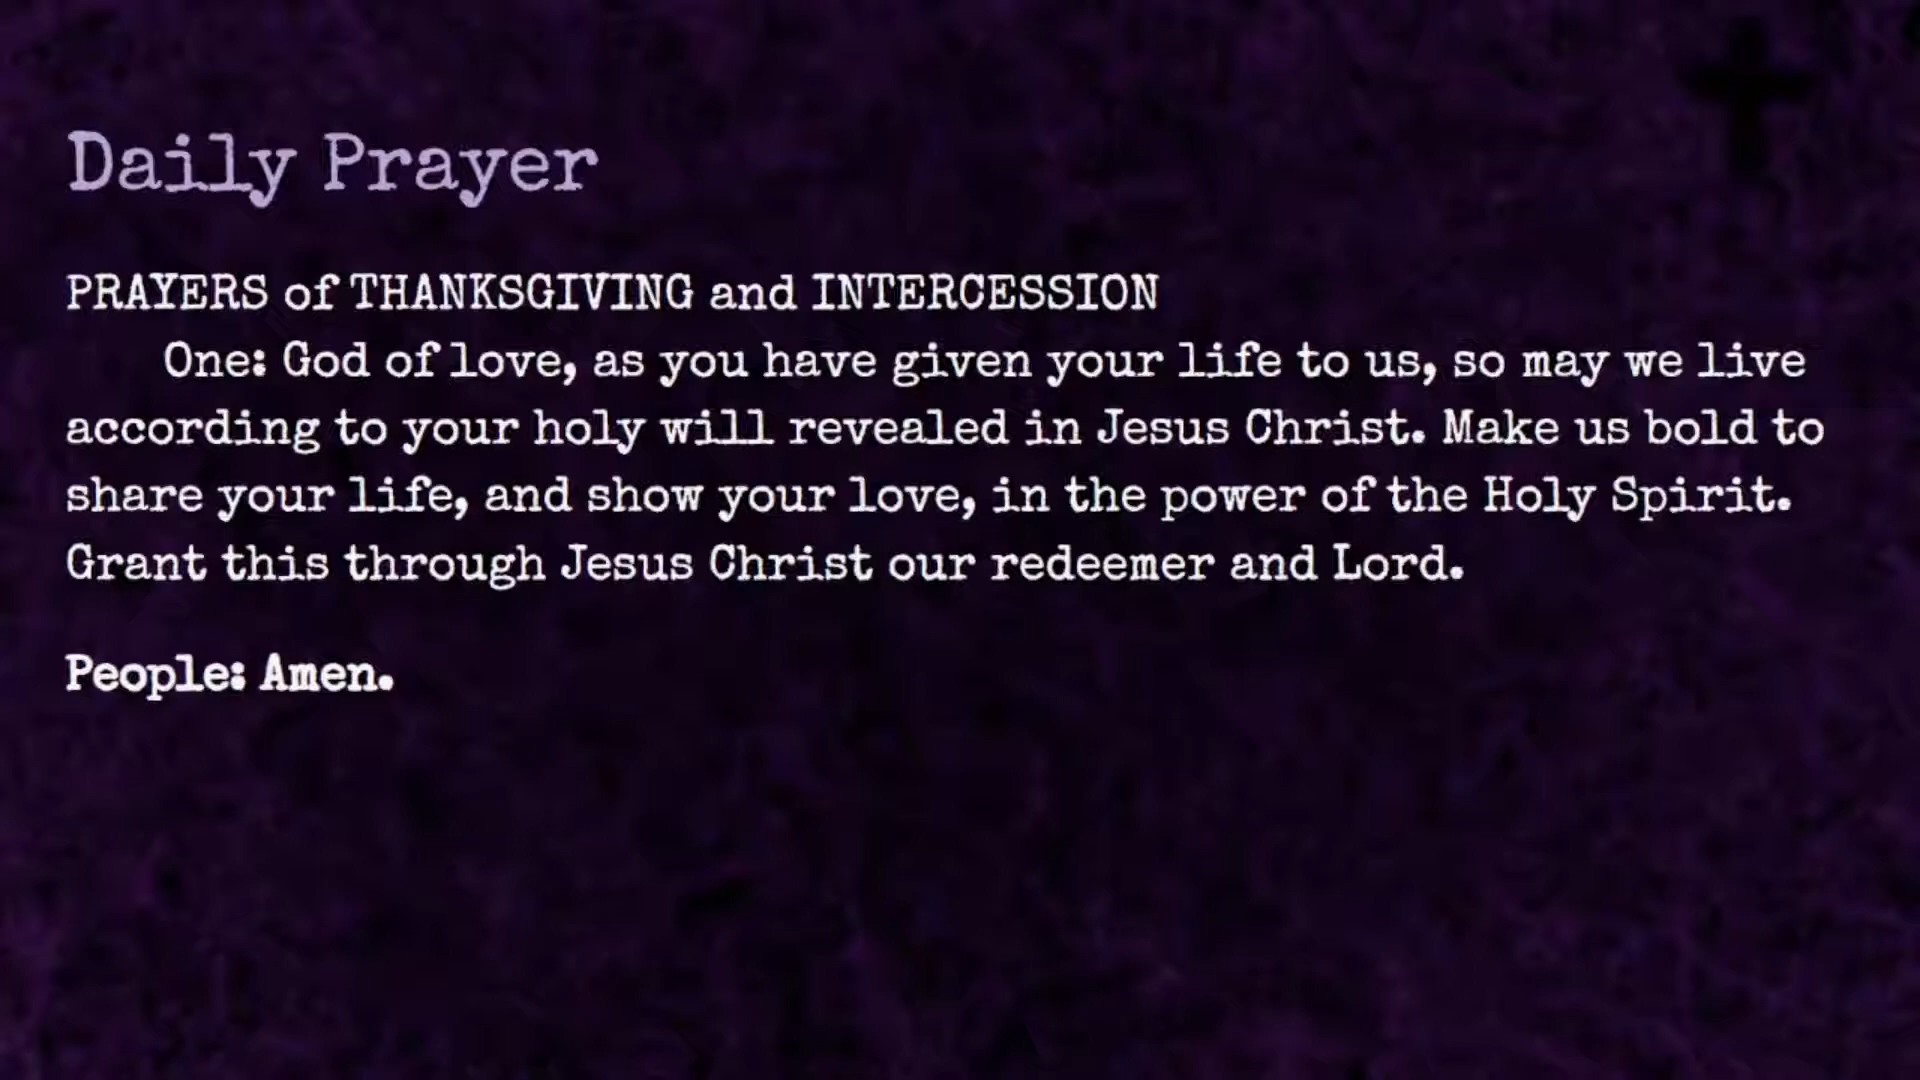 Daily Prayer
PRAYERS of THANKSGIVING and INTERCESSION
One: God of love, as you have given your life to us, so may we live
according to your holy will revealed in Jesus Christ. Make us bold to
share your life, and show your love, in the power of the Holy Spirit.
Grant this through Jesus Christ our redeemer and Lord.
People: Amen.